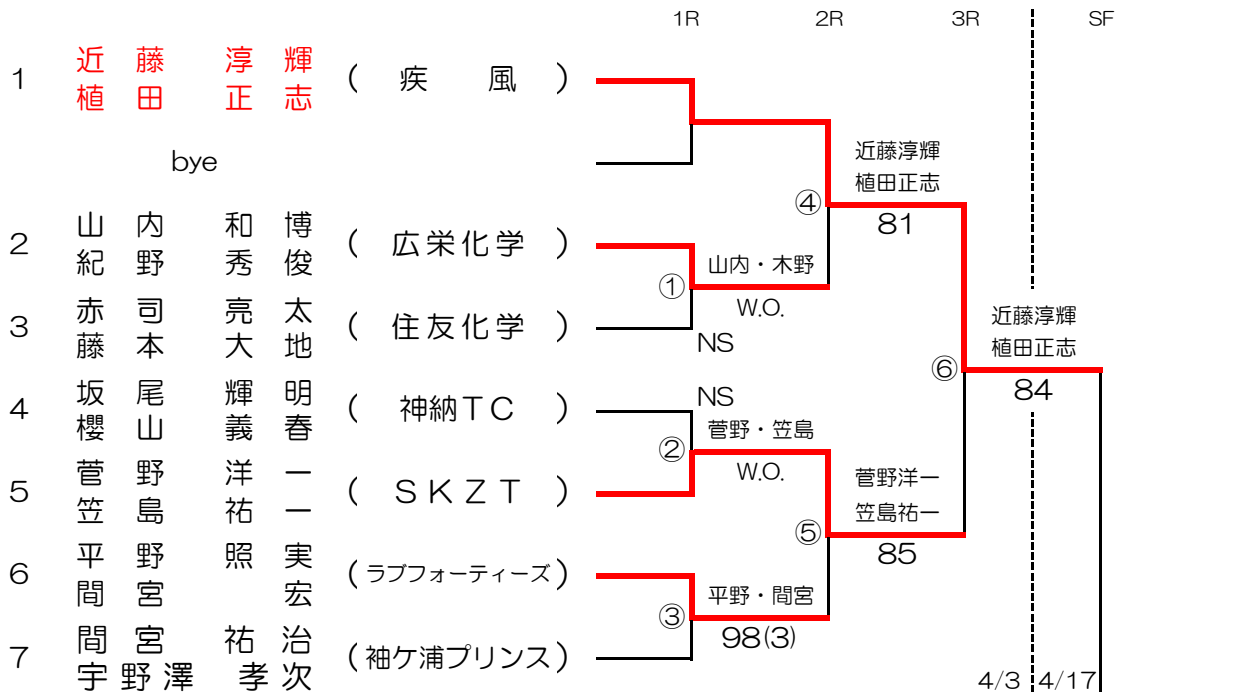 1R 2R 3R SF
1 近藤 淳輝 (疾 風)
植田 正志
bye
近藤淳輝
植田正志
④ 81
2 山内 和博 (広栄化学)
紀野 秀俊
① 山内・木野
W.O.
3 赤司 亮太 (住友化学)
藤本 大地
NS
近藤淳輝
植田正志
⑥ 84
4 坂尾 輝明 (神納TC)
櫻山 義春
NS
② 菅野・笠島
W.O.
5 菅野 洋一 (SKZT)
笠島 祐一
菅野洋一
笠島祐一
⑤ 85
6 平野 照実 (ラブフォーティーズ)
間宮 宏
③ 平野・間宮
98(3)
7 間宮 祐治 (袖ケ浦プリンス)
宇野澤 孝次
4/3 4/17